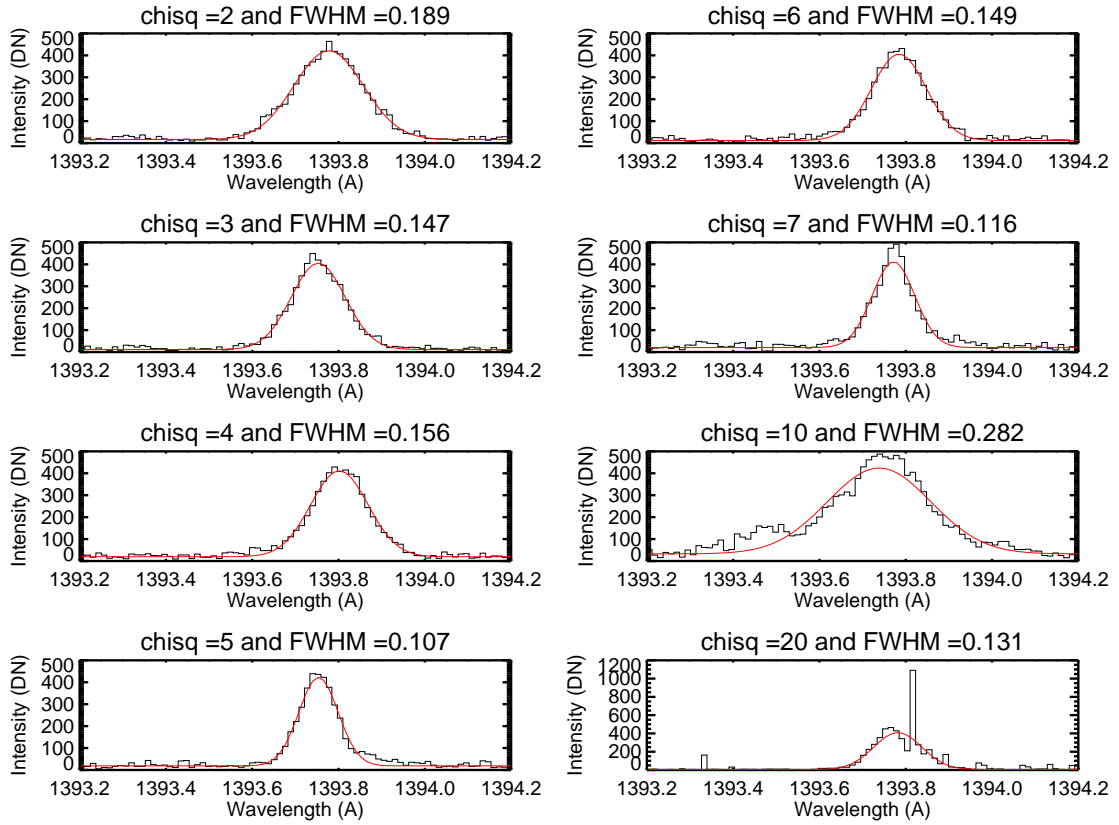 chisq =2 and FWHM =0.189
500
400
300
200
100
0
Intensity (DN)
1393.2 1393.4 1393.6 1393.8 1394.0 1394.2
Wavelength (A)
chisq =6 and FWHM =0.149
500
400
300
200
100
0
Intensity (DN)
1393.2 1393.4 1393.6 1393.8 1394.0 1394.2
Wavelength (A)
chisq =3 and FWHM =0.147
500
400
300
200
100
0
Intensity (DN)
1393.2 1393.4 1393.6 1393.8 1394.0 1394.2
Wavelength (A)
chisq =7 and FWHM =0.116
500
400
300
200
100
0
Intensity (DN)
1393.2 1393.4 1393.6 1393.8 1394.0 1394.2
Wavelength (A)
chisq =4 and FWHM =0.156
500
400
300
200
100
0
Intensity (DN)
1393.2 1393.4 1393.6 1393.8 1394.0 1394.2
Wavelength (A)
chisq =10 and FWHM =0.282
500
400
300
200
100
0
Intensity (DN)
1393.2 1393.4 1393.6 1393.8 1394.0 1394.2
Wavelength (A)
chisq =5 and FWHM =0.107
500
400
300
200
100
0
Intensity (DN)
1393.2 1393.4 1393.6 1393.8 1394.0 1394.2
Wavelength (A)
chisq =20 and FWHM =0.131
1200
1000
800
600
400
200
0
Intensity (DN)
1393.2 1393.4 1393.6 1393.8 1394.0 1394.2
Wavelength (A)